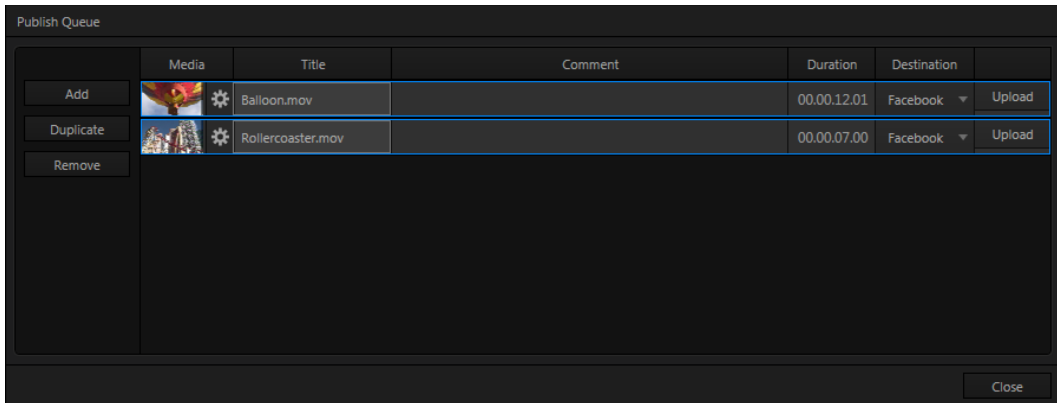 Publish Queue
Media Title Comment Duration Destination
Add
Balloon.mov 00.00.12.01 Facebook Upload
Duplicate
Rollercoaster.mov 00.00.07.00 Facebook Upload
Remove
Close